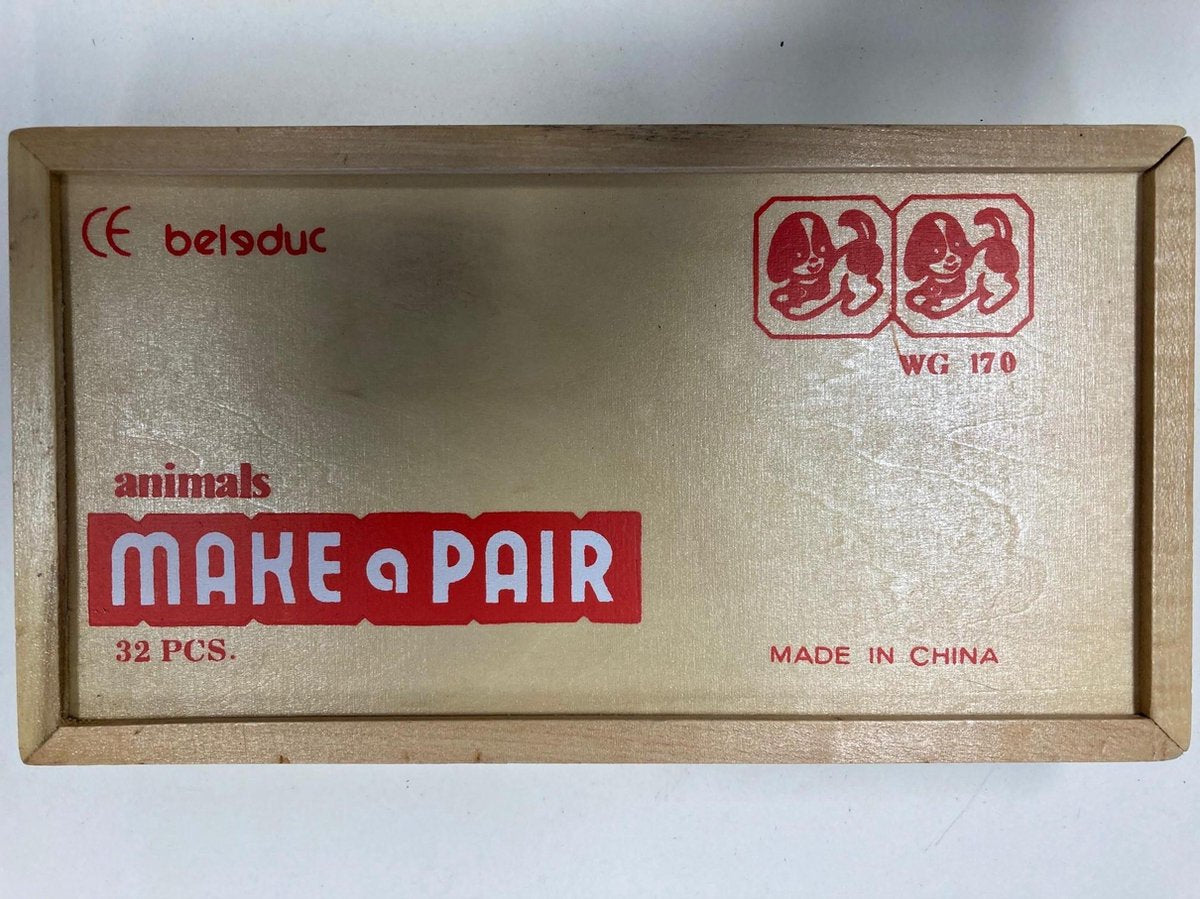 CE beleduc
WG 170
animals
MAKE a PAIR
32 PCS.
MADE IN CHINA